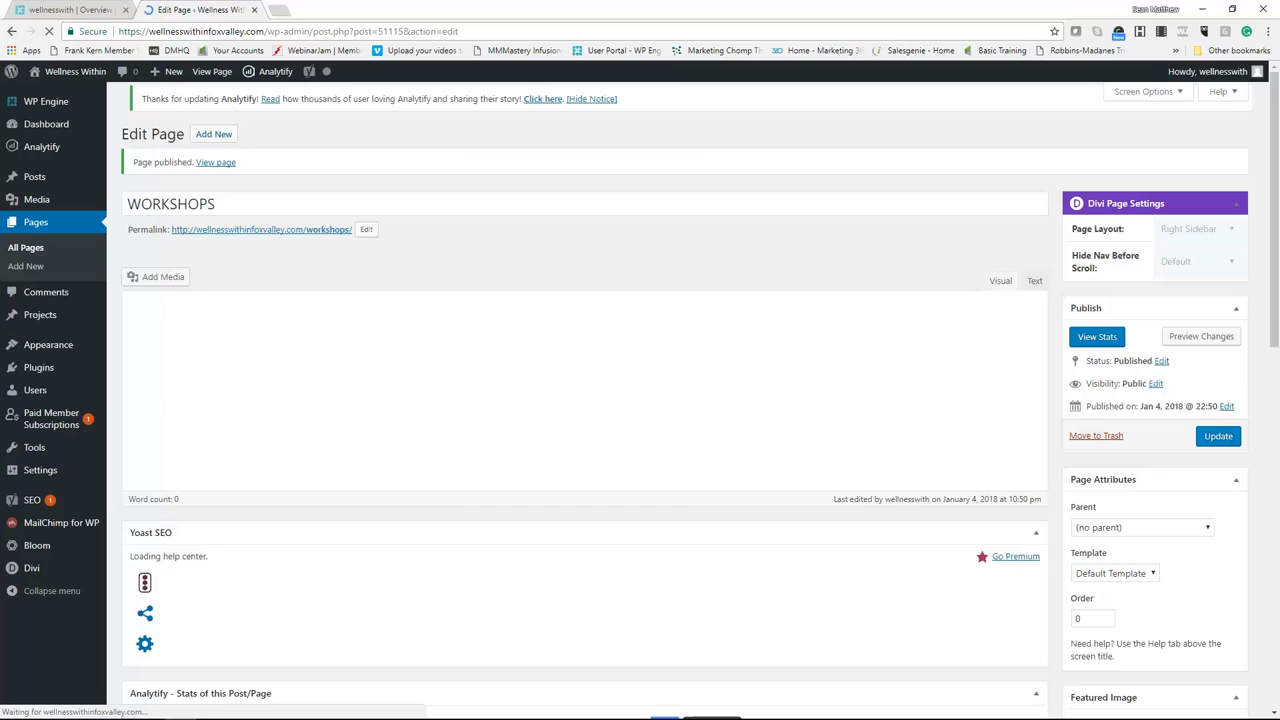 wellnesswith | Overview
Edit Page ‹ Wellness Wit
Secure
https://wellnesswithinfoxvalley.com/wp-admin/post.php?post=51115&action=edit
Apps
Frank Kern Member
DMHQ
Your Accounts
WebinarJam | Memb
Upload your videos
MMMastery Infusion
User Portal - WP Eng
Marketing Chomp Th
Home - Marketing 36
Salesgenie - Home
Basic Training
Robbins-Madanes Tr
»
Other bookmarks
Wellness Within
0
New
View Page
Analytify
Howdy, wellnesswith
WP Engine
Dashboard
Analytify
Posts
Media
Pages
All Pages
Add New
Comments
Projects
Appearance
Plugins
Users
Paid Member
Subscriptions
1
Tools
Settings
SEO 1
MailChimp for WP
Bloom
Divi
Collapse menu
Thanks for updating Analytify! Read how thousands of user loving Analytify and sharing their story! Click here. [Hide Notice]
Screen Options
Help
Edit Page
Add New
Page published. View page
WORKSHOPS
Permalink: http://wellnesswithinfoxvalley.com/workshops/ Edit
Add Media
Visual
Text
Word count: 0
Last edited by wellnesswith on January 4, 2018 at 10:50 pm
Yoast SEO
Loading help center.
Go Premium
Analytify - Stats of this Post/Page
Divi Page Settings
Page Layout:
Right Sidebar
Hide Nav Before
Scroll:
Default
Publish
View Stats
Preview Changes
Status: Published Edit
Visibility: Public Edit
Published on: Jan 4, 2018 @ 22:50 Edit
Move to Trash
Update
Page Attributes
Parent
(no parent)
Template
Default Template
Order
0
Need help? Use the Help tab above the
screen title.
Featured Image
Waiting for wellnesswithinfoxvalley.com...